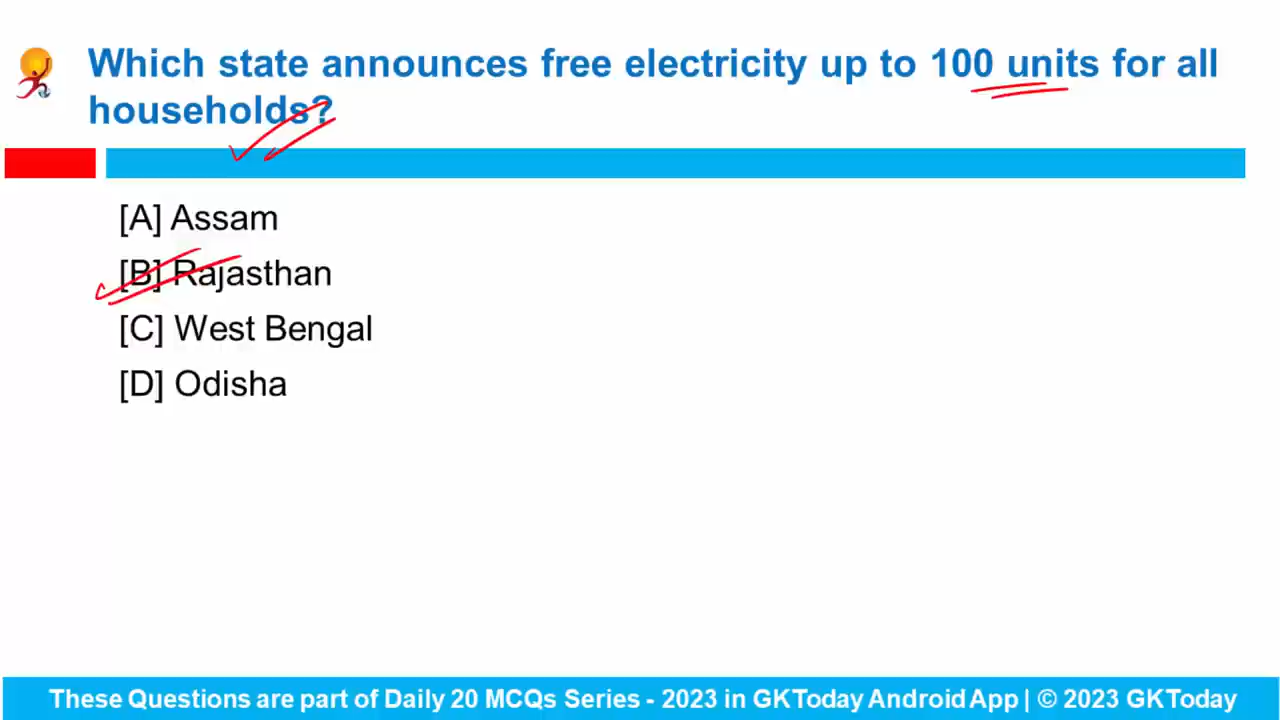 Which state announces free electricity up to 100 units for all
households?
[A] Assam
[B] Rajasthan
[C] West Bengal
[D] Odisha
These Questions are part of Daily 20 MCQs Series - 2023 in GKToday Android App | © 2023 GKToday